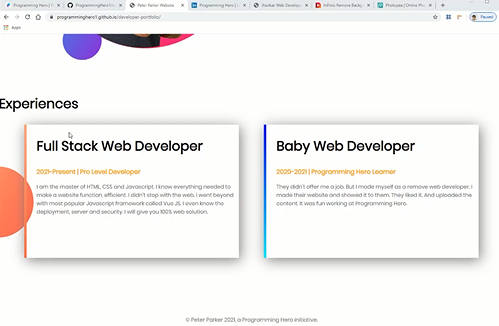 Programming Hero | F
Programming Hero1
Peter Parker Website
Programming Hero | (
Jhankar Web Develop
InPixio Remove Backg
Photopea | Online Ph
programminghero1.github.io/developer-portfolio/
Paused
Apps
Experiences
Full Stack Web Developer
2021-Present | Pro Level Developer
I am the master of HTML, CSS and Javascript. I know everything needed to
make a website function, efficient. I didn't stop with the web, I went beyond
with most popular Javascript framework called Vue JS. I even know the
deployment, server and security. I will give you 100% web solution.
Baby Web Developer
2020-2021 | Programming Hero Learner
They didn't offer me a job. But I made myself as a remove web developer. I
made their website and showed it to them. They liked it. And uploaded the
content. It was fun working at Programming Hero.
© Peter Parker 2021, a Programming Hero initiative.